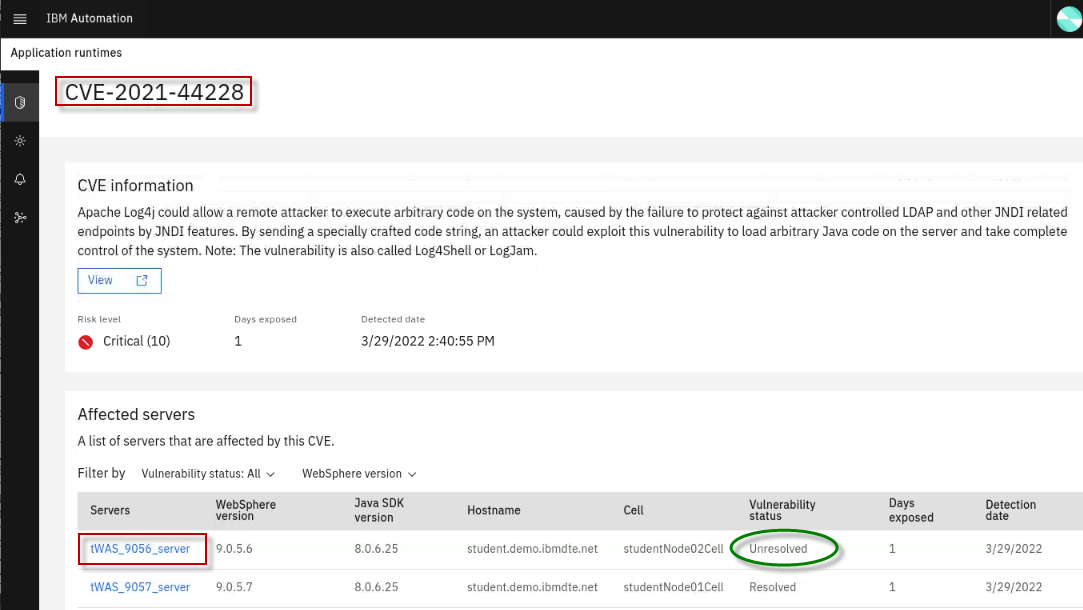 IBM Automation
Application runtimes
CVE-2021-44228
CVE information
Apache Log4j could allow a remote attacker to execute arbitrary code on the system, caused by the failure to protect against attacker controlled LDAP and other JNDI related
endpoints by JNDI features. By sending a specially crafted code string, an attacker could exploit this vulnerability to load arbitrary Java code on the server and take complete
control of the system. Note: The vulnerability is also called Log4Shell or LogJam.
View
Risk level Days exposed Detected date
Critical (10) 1 3/29/2022 2:40:55 PM
Affected servers
A list of servers that are affected by this CVE.
Filter by Vulnerability status: All WebSphere version
Servers WebSphere version Java SDK version Hostname Cell Vulnerability status Days exposed Detection date
tWAS_9056_server 9.0.5.6 8.0.6.25 student.demo.ibmdte.net studentNode02Cell Unresolved 1 3/29/2022
tWAS_9057_server 9.0.5.7 8.0.6.25 student.demo.ibmdte.net studentNode01Cell Resolved 1 3/29/2022